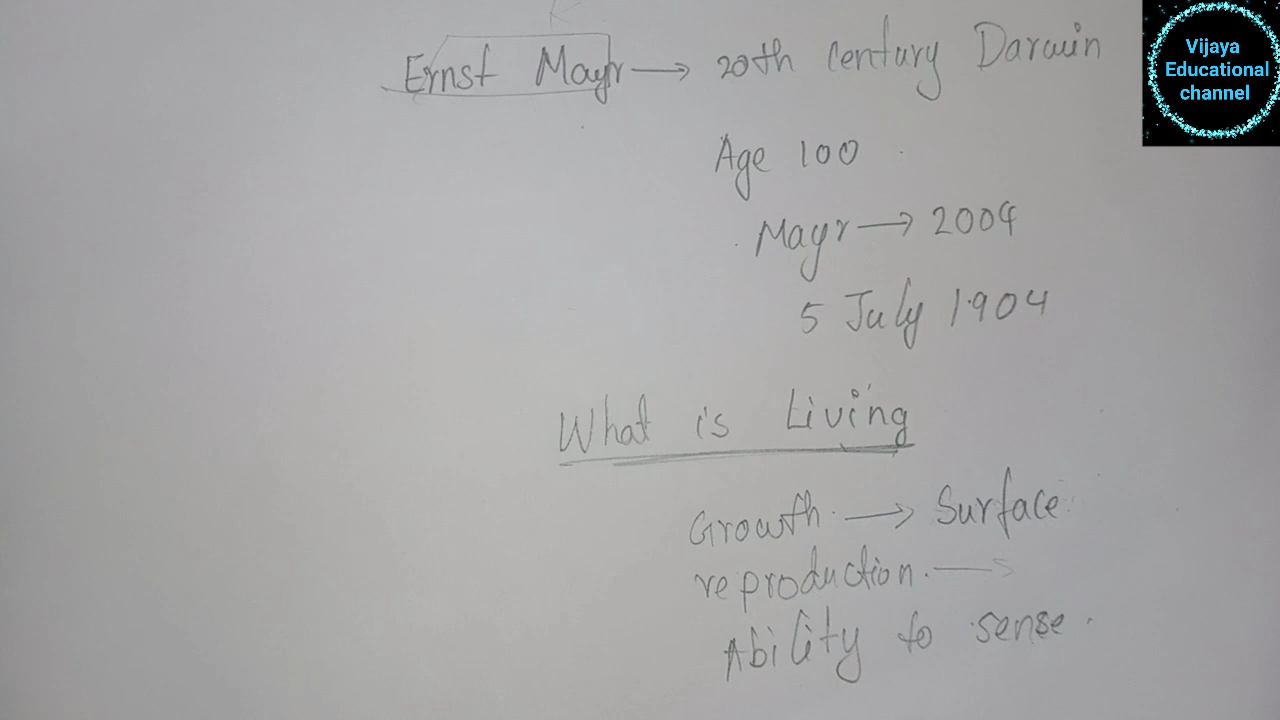 Ernst Mayr → 20th century Darwin
Age 100
Mayr → 2004
5 July 1904
What is Living
Growth → Surface
reproduction. →
Ability to sense.
Vijaya
Educational
channel